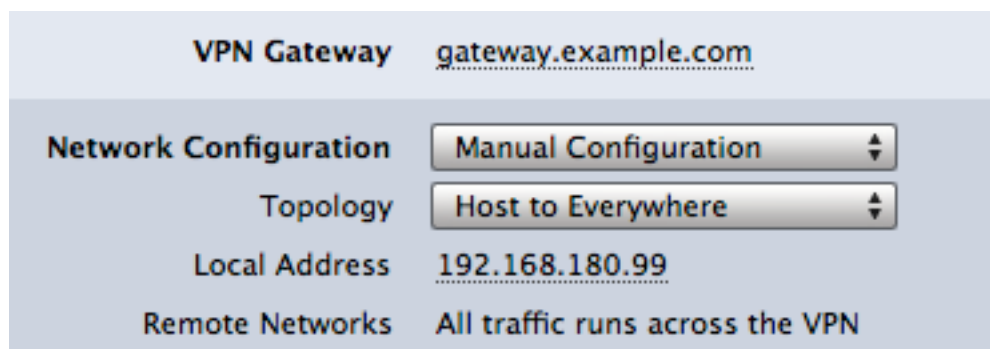 VPN Gateway gateway.example.com
Network Configuration Manual Configuration
Topology Host to Everywhere
Local Address 192.168.180.99
Remote Networks All traffic runs across the VPN